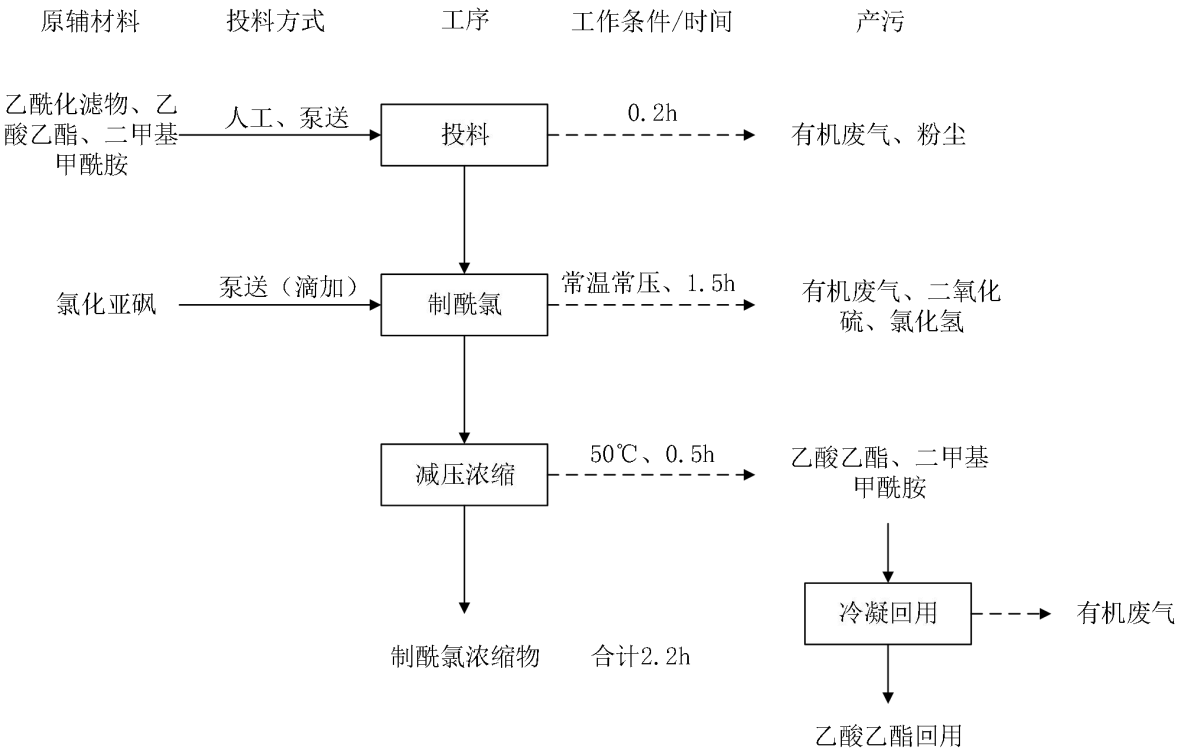 原辅材料 投料方式 工序 工作条件/时间 产污
乙酰化滤物、乙
酸乙酯、二甲基
甲酰胺
人工、泵送
投料
0.2h
有机废气、粉尘
氯化亚砜
泵送（滴加）
制酰氯
常温常压、1.5h
有机废气、二氧化
硫、氯化氢
减压浓缩
50℃、0.5h
乙酸乙酯、二甲基
甲酰胺
冷凝回用
有机废气
制酰氯浓缩物
合计2.2h
乙酸乙酯回用